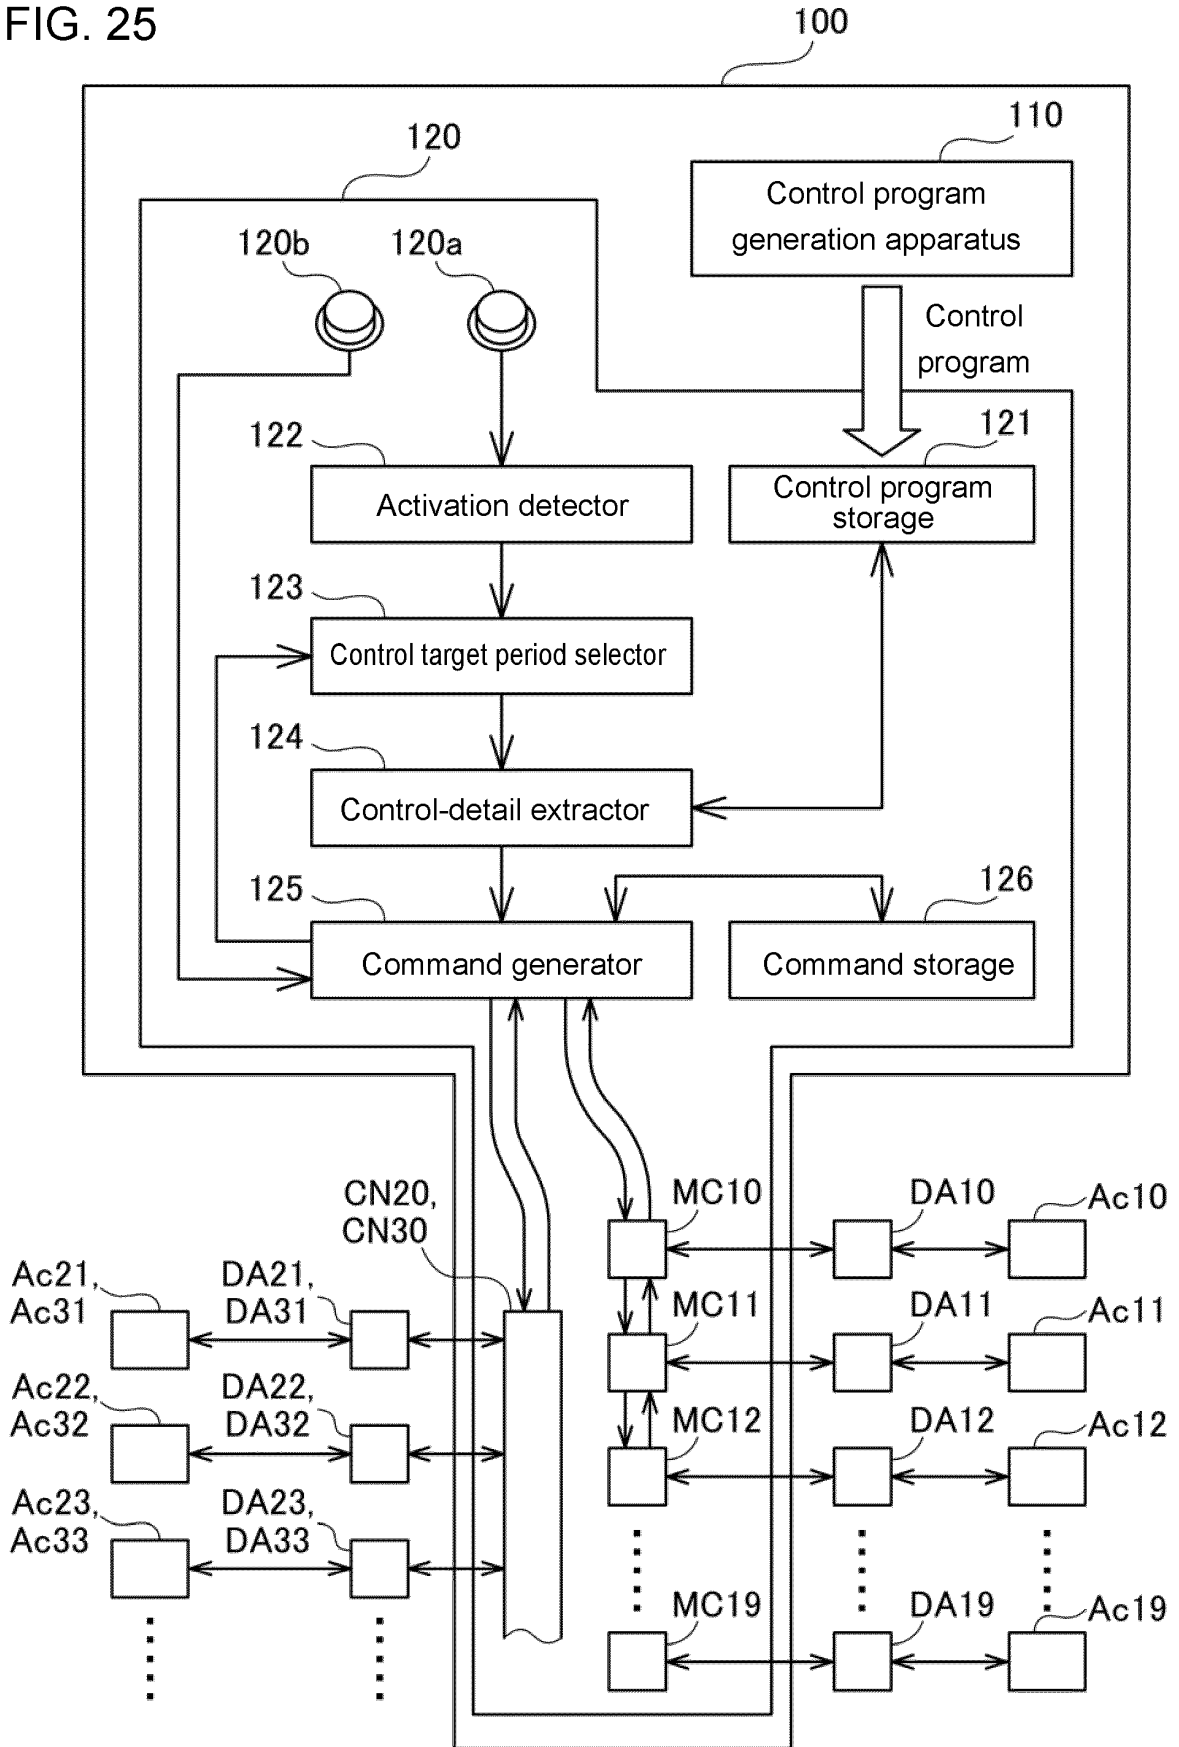 FIG. 25
100
110
120
Control program
generation apparatus
120b
120a
Control
program
122
121
Activation detector
Control program
storage
123
Control target period selector
124
Control-detail extractor
125
126
Command generator
Command storage
CN20,
CN30
MC10
DA10
Ac10
Ac21,
Ac31
DA21,
DA31
MC11
DA11
Ac11
Ac22,
Ac32
DA22,
DA32
MC12
DA12
Ac12
Ac23,
Ac33
DA23,
DA33
MC19
DA19
Ac19